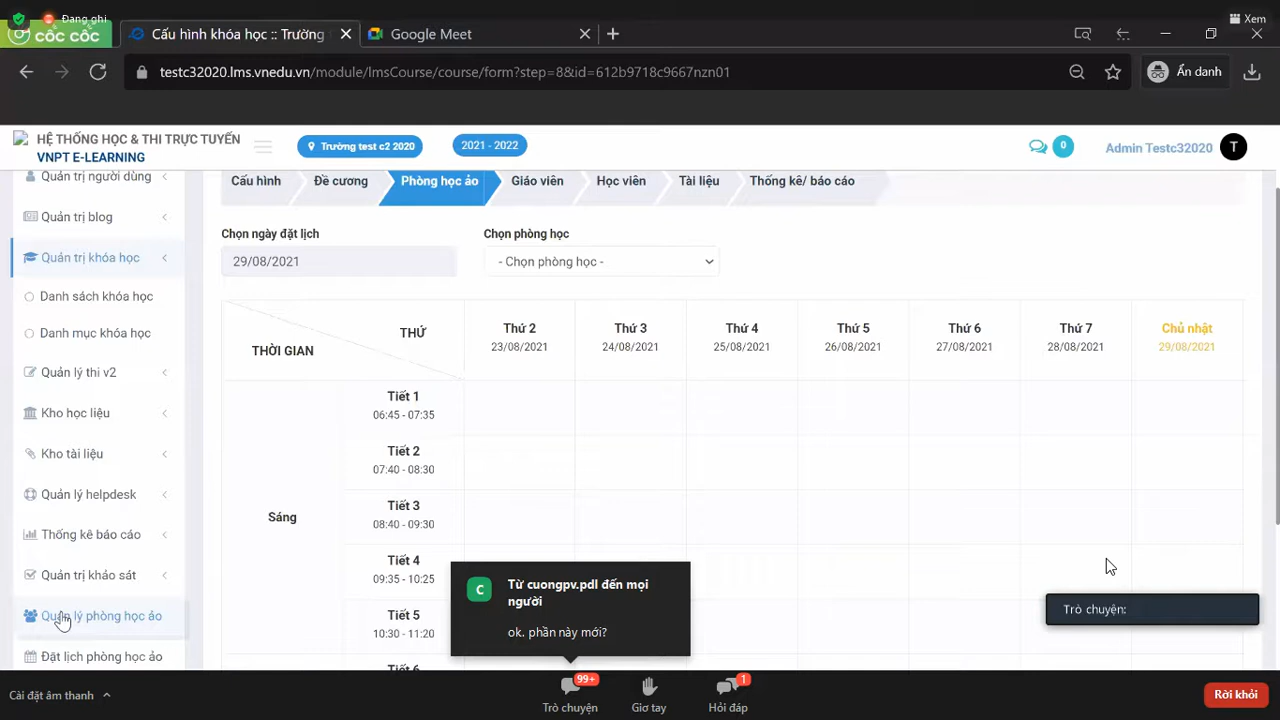 Đang ghi
Xem
CỐC CỐC
Cấu hình khóa học :: Trường
Google Meet
testc32020.lms.vnedu.vn/module/lmsCourse/course/form?step=8&id=612b9718c9667nzn01
Ẩn danh
HỆ THỐNG HỌC & THI TRỰC TUYẾN
VNPT E-LEARNING
Trường test c2 2020
2021 - 2022
0
Admin Testc32020
T
Quản trị người dùng
Quản trị blog
Quản trị khóa học
Danh sách khóa học
Danh mục khóa học
Quản lý thi v2
Kho học liệu
Kho tài liệu
Quản lý helpdesk
Thống kê báo cáo
Quản trị khảo sát
Quản lý phòng học ảo
Đặt lịch phòng học ảo
Cấu hình
Đề cương
Phòng học ảo
Giáo viên
Học viên
Tài liệu
Thống kê/ báo cáo
Chọn ngày đặt lịch
Chọn phòng học
29/08/2021
- Chọn phòng học -
THỨ
THỜI GIAN
Thứ 2
23/08/2021
Thứ 3
24/08/2021
Thứ 4
25/08/2021
Thứ 5
26/08/2021
Thứ 6
27/08/2021
Thứ 7
28/08/2021
Chủ nhật
29/08/2021
Sáng
Tiết 1
06:45 - 07:35
Tiết 2
07:40 - 08:30
Tiết 3
08:40 - 09:30
Tiết 4
09:35 - 10:25
Tiết 5
10:30 - 11:20
Tiết 6
C
Từ cuongpv.pdl đến mọi
người
ok. phần này mới?
Trò chuyện:
Cài đặt âm thanh
99+
Trò chuyện
Giơ tay
1
Hỏi đáp
Rời khỏi